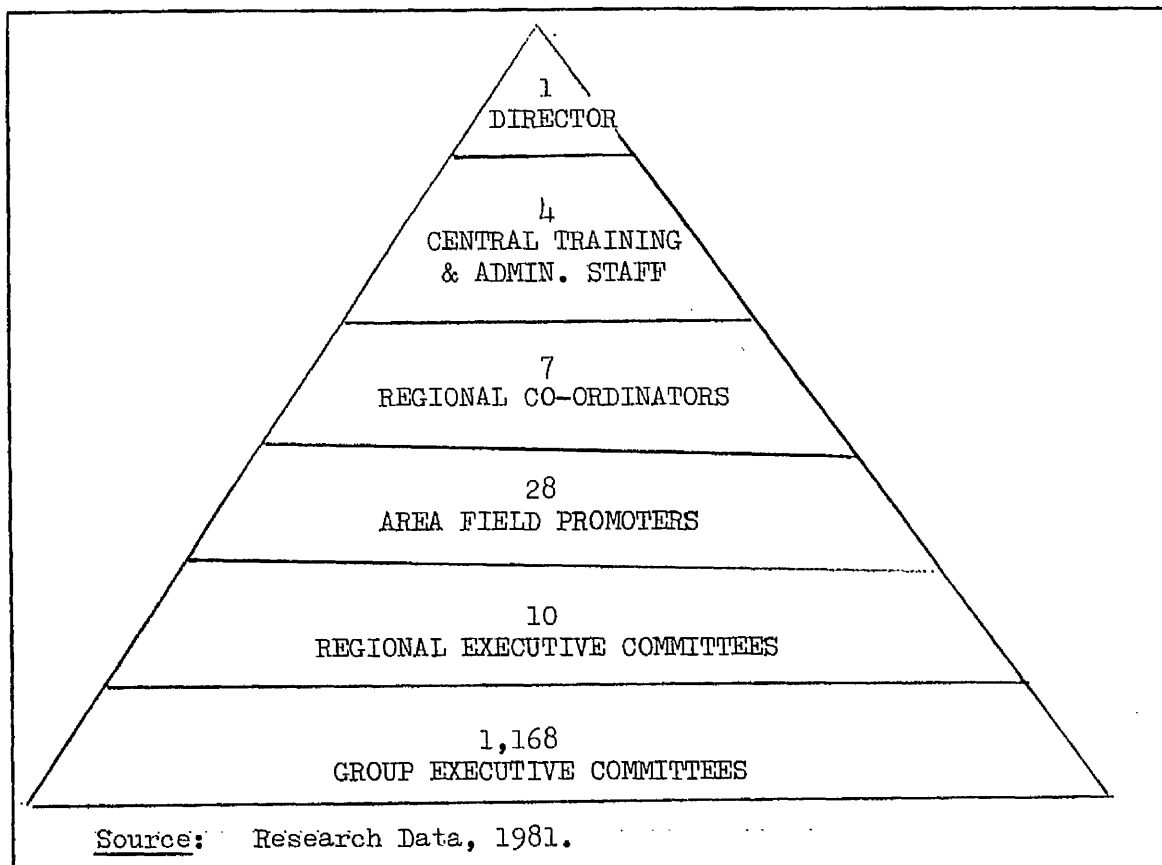 1
DIRECTOR
4
CENTRAL TRAINING
& ADMIN. STAFF
7
REGIONAL CO-ORDINATORS
28
AREA FIELD PROMOTERS
10
REGIONAL EXECUTIVE COMMITTEES
1,168
GROUP EXECUTIVE COMMITTEES
Source: Research Data, 1981.